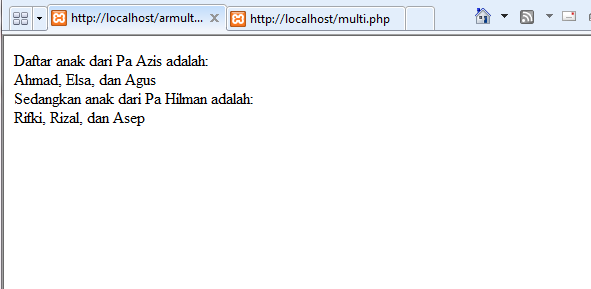 http://localhost/armult...
http://localhost/multi.php
Daftar anak dari Pa Azis adalah:
Ahmad, Elsa, dan Agus
Sedangkan anak dari Pa Hilman adalah:
Rifki, Rizal, dan Asep